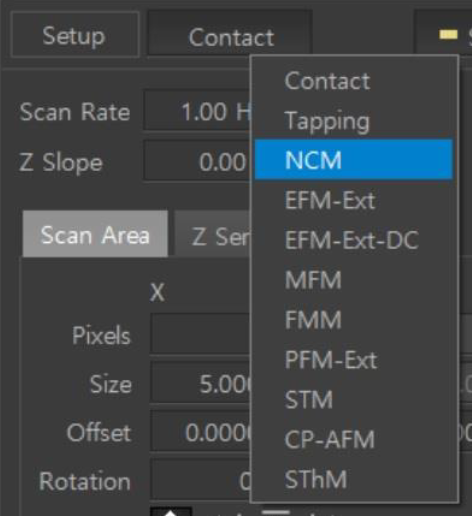 Setup Contact
Contact
Scan Rate 1.00 H
Tapping
Z Slope 0.00
NCM
EFM-Ext
Scan Area Z Ser
EFM-Ext-DC
X
MFM
Pixels
FMM
PFM-Ext
Size 5.000
STM
Offset 0.0000
CP-AFM
Rotation 0
SThM